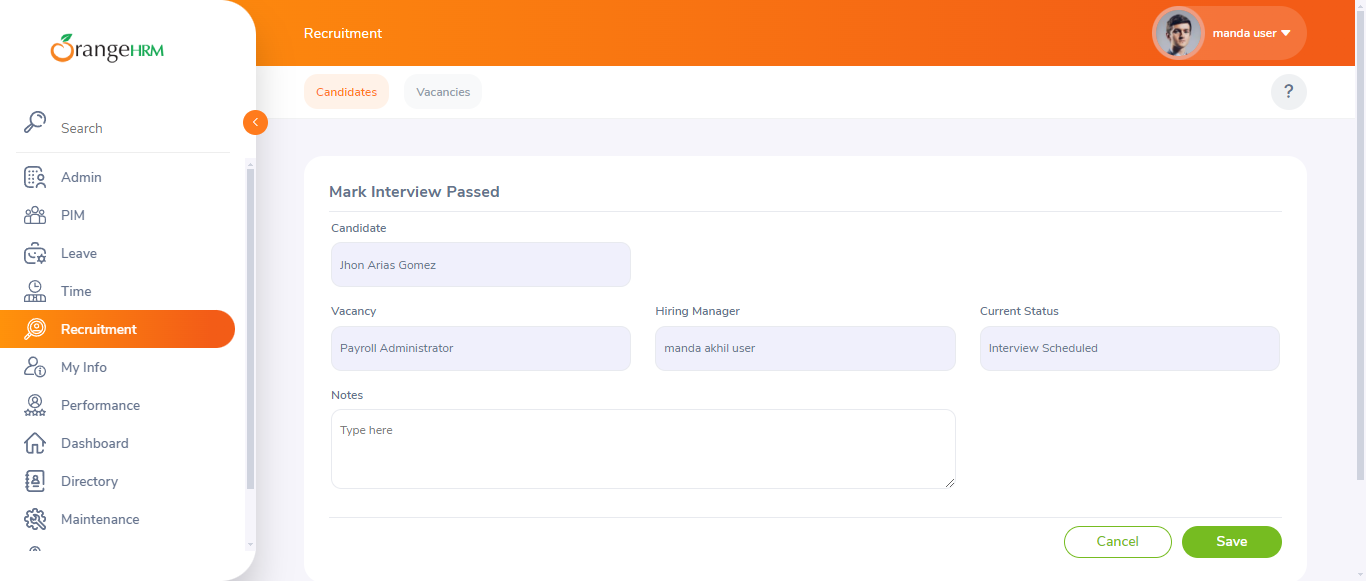 OrangeHRM
Recruitment
manda user
Candidates
Vacancies
?
Search
Admin
PIM
Leave
Time
Recruitment
My Info
Performance
Dashboard
Directory
Maintenance
Mark Interview Passed
Candidate
Jhon Arias Gomez
Vacancy
Hiring Manager
Current Status
Payroll Administrator
manda akhil user
Interview Scheduled
Notes
Type here
Cancel
Save